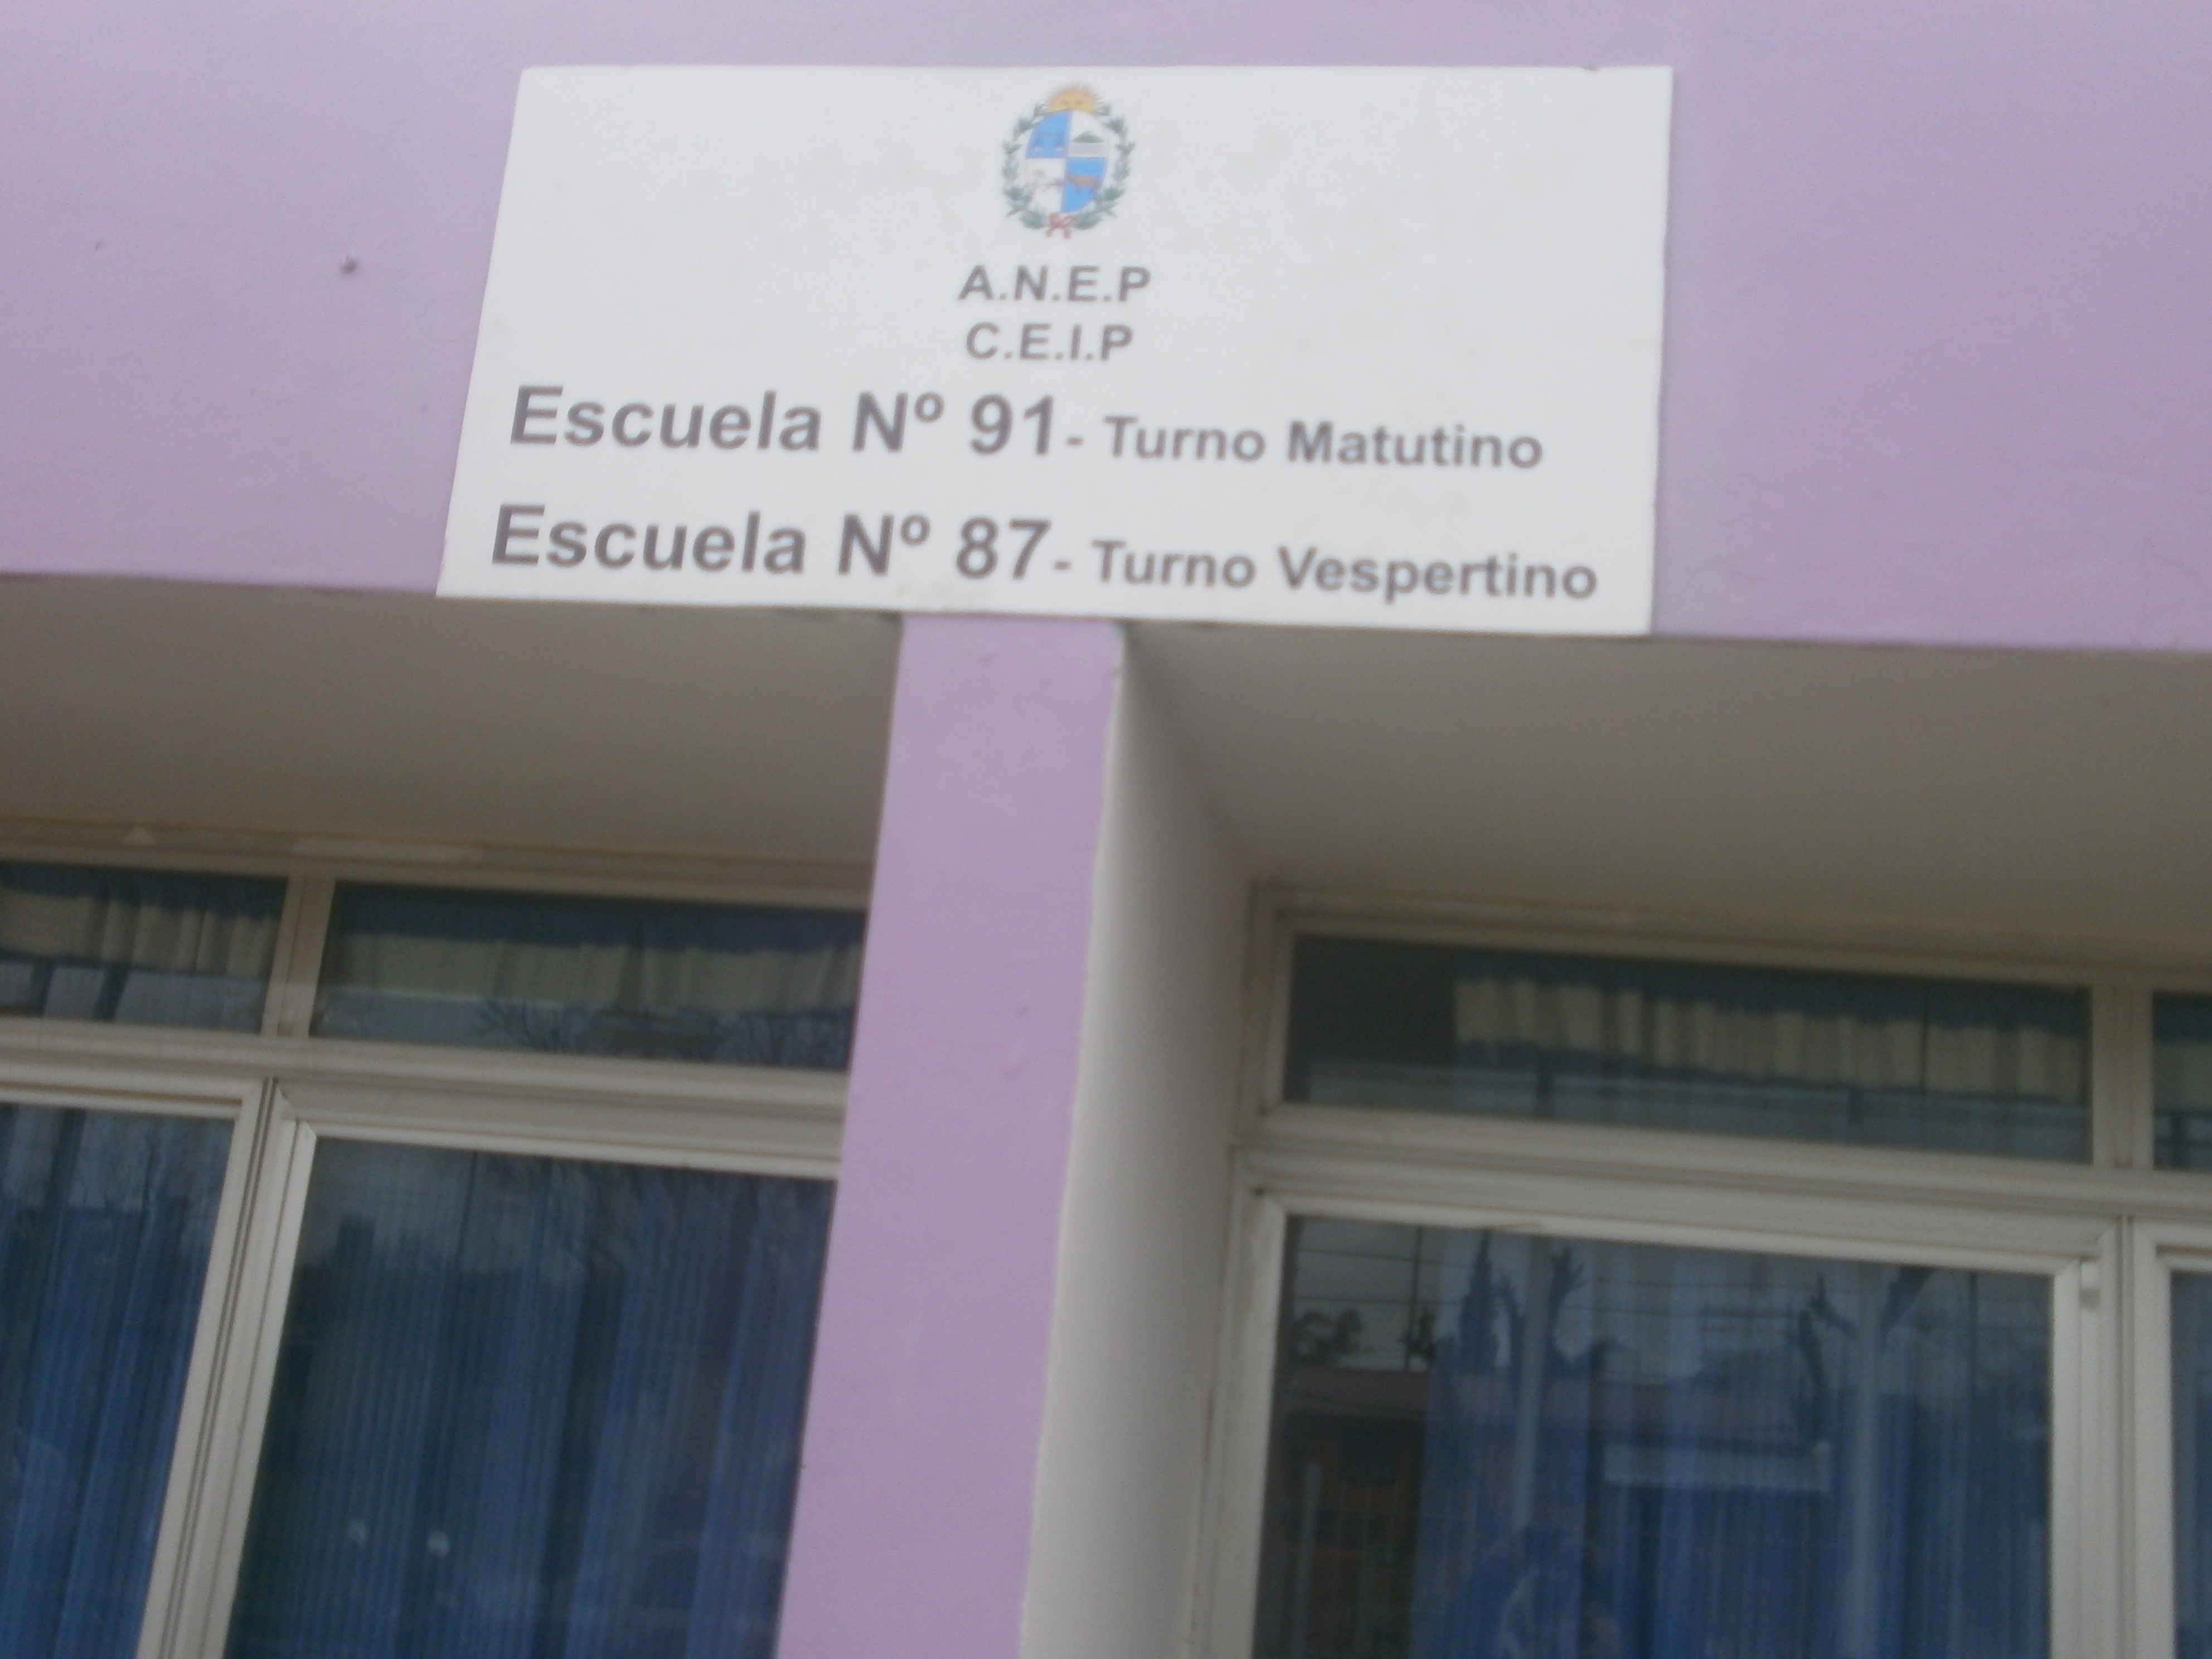 A.N.E.P
C.E.I.P
Escuela Nº 91- Turno Matutino
Escuela Nº 87- Turno Vespertino